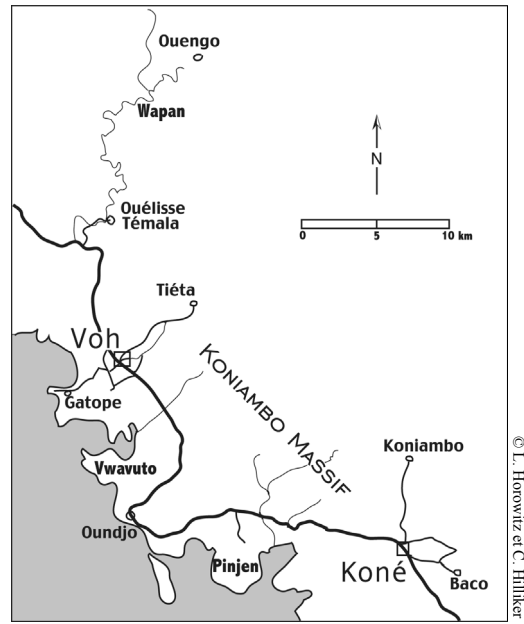 Ouengo
Wapan
Ouélisse
Témala
N
0 5 10 km
Tiéta
Voh
KONIAMBO MASSIF
Gatope
Koniambo
Vwavuto
Oundjo
Pinjen
Koné
Baco
© L. Horowitz et C. Hilliker